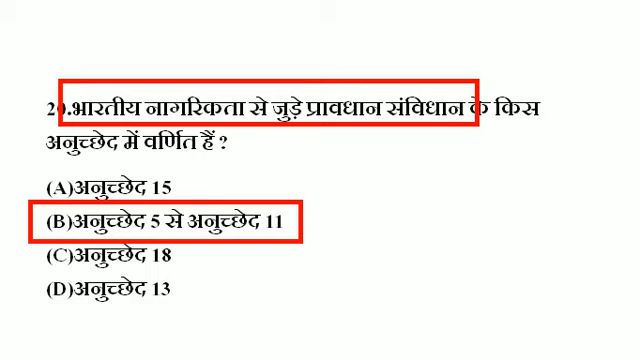 20.भारतीय नागरिकता से जुड़े प्रावधान संविधान के किस
अनुच्छेद में वर्णित हैं ?
(A)अनुच्छेद 15
(B)अनुच्छेद 5 से अनुच्छेद 11
(C)अनुच्छेद 18
(D)अनुच्छेद 13